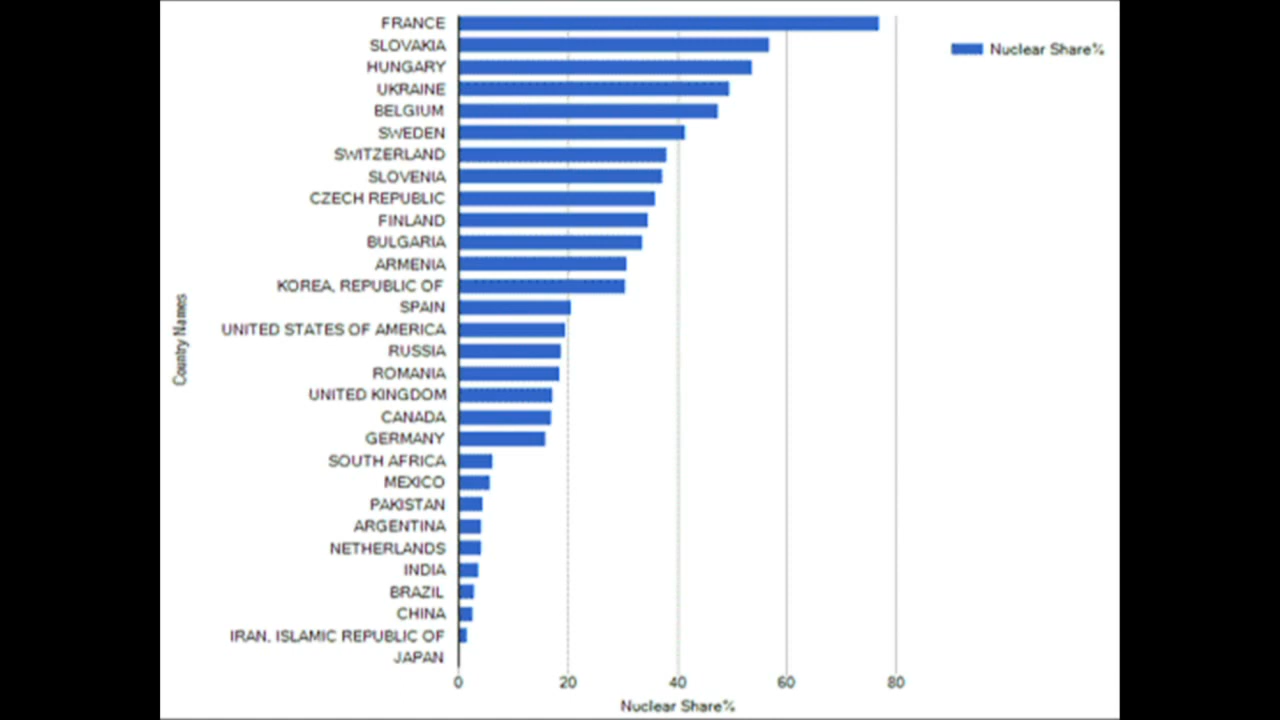 FRANCE
SLOVAKIA
HUNGARY
UKRAINE
BELGIUM
SWEDEN
SWITZERLAND
SLOVENIA
CZECH REPUBLIC
FINLAND
BULGARIA
ARMENIA
KOREA, REPUBLIC OF
SPAIN
UNITED STATES OF AMERICA
RUSSIA
ROMANIA
UNITED KINGDOM
CANADA
GERMANY
SOUTH AFRICA
MEXICO
PAKISTAN
ARGENTINA
NETHERLANDS
INDIA
BRAZIL
CHINA
IRAN, ISLAMIC REPUBLIC OF
JAPAN
Country Names
0 20 40 60 80
Nuclear Share%
Nuclear Share%